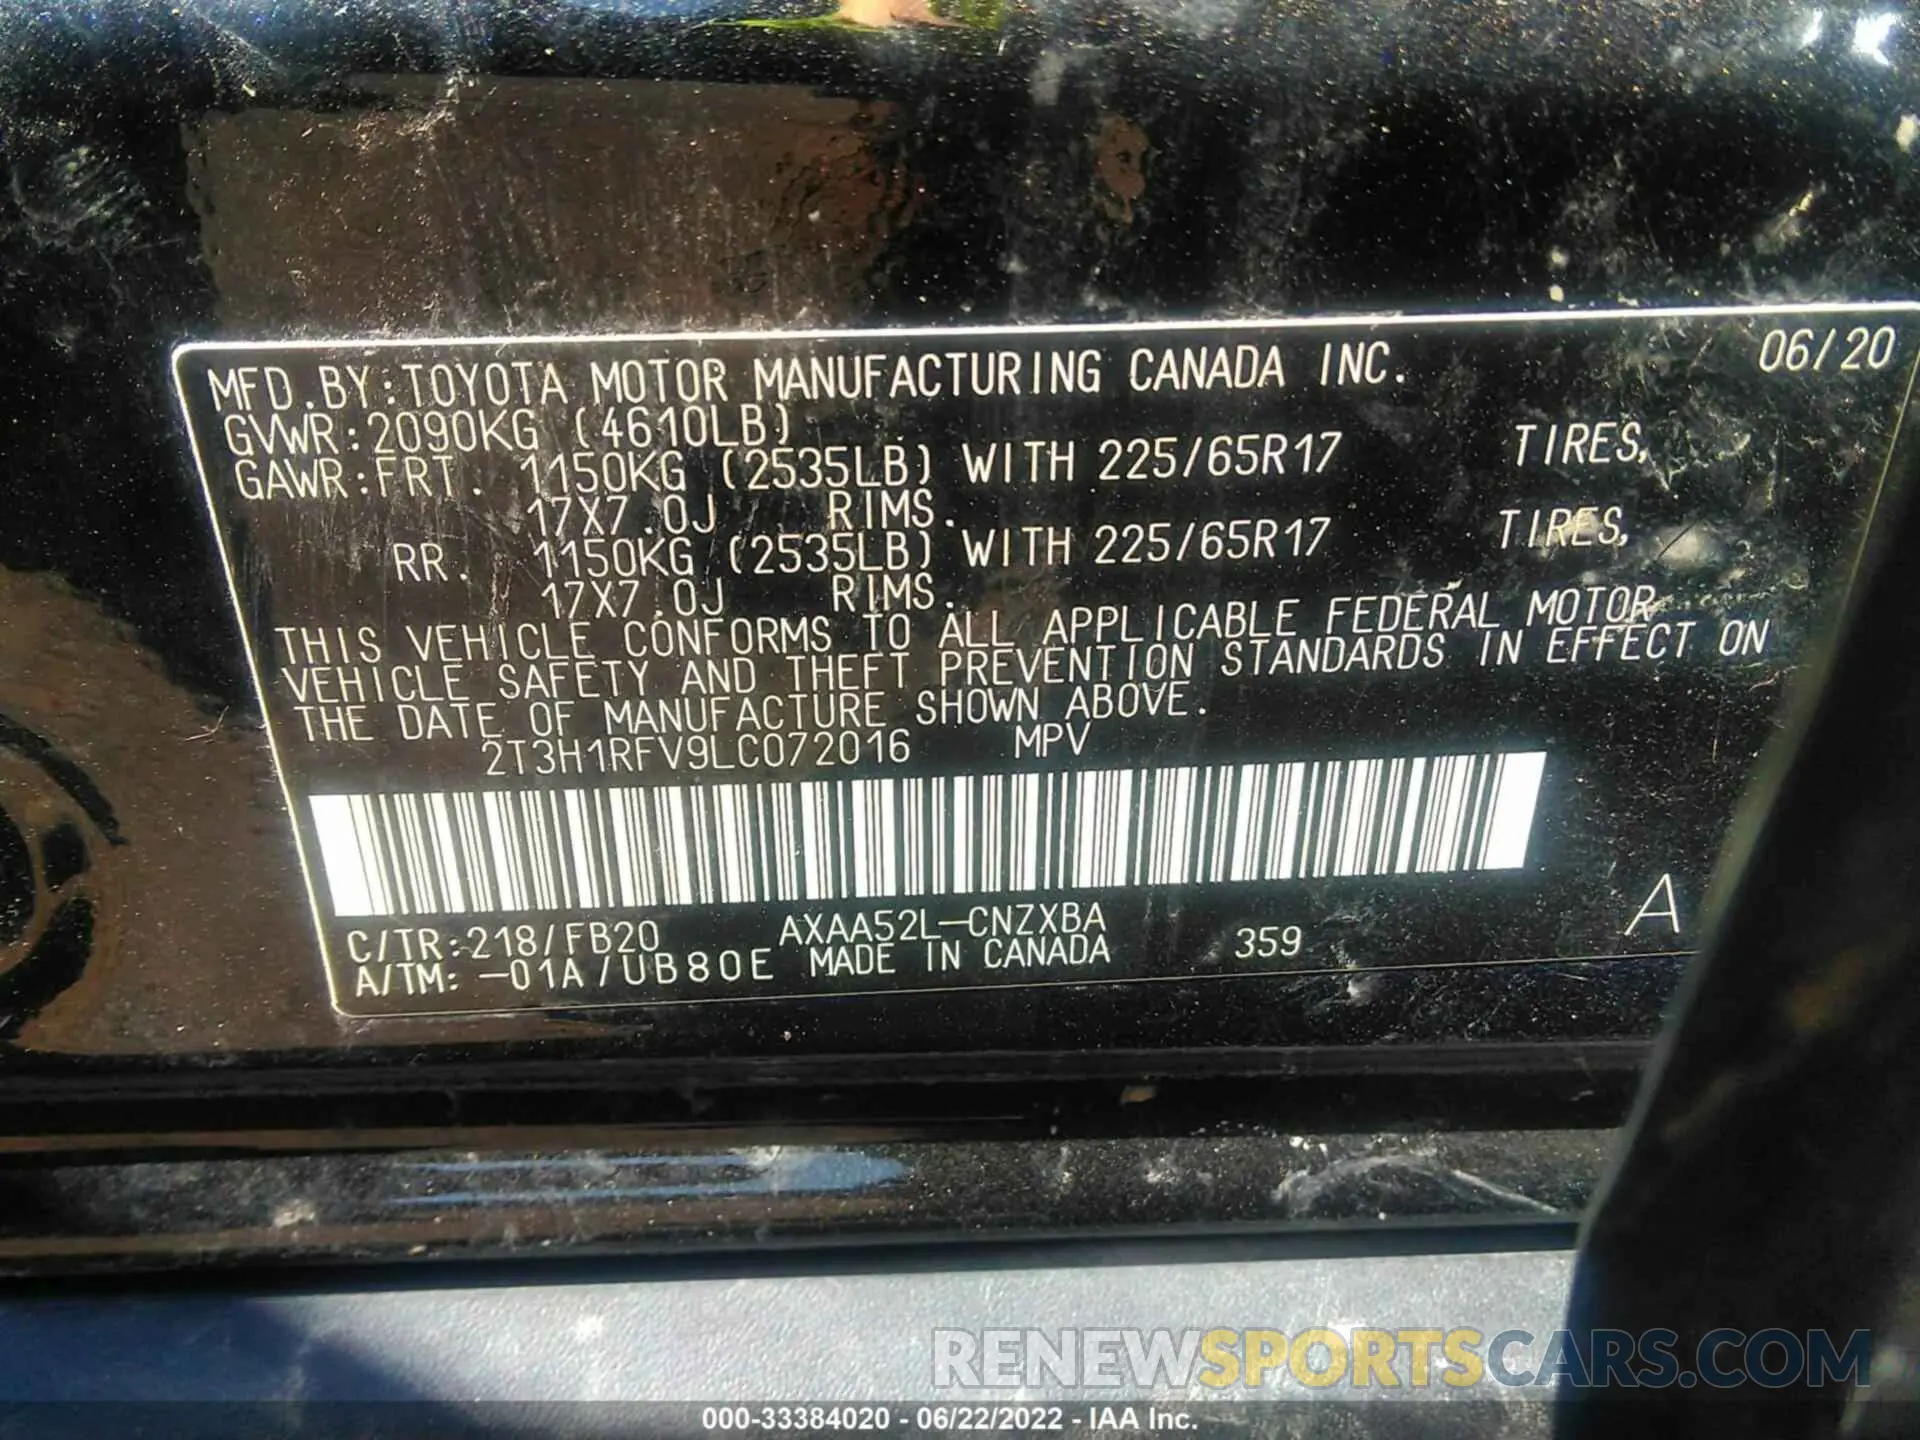 MFD.BY:TOYOTA MOTOR MANUFACTURING CANADA INC. 06/20
GVWR:2090KG (4610LB)
GAWR:FRT. 1150KG (2535LB) WITH 225/65R17 TIRES,
17X7.0J RIMS.
RR. 1150KG (2535LB) WITH 225/65R17 TIRES,
17X7.0J RIMS.
THIS VEHICLE CONFORMS TO ALL APPLICABLE FEDERAL MOTOR
VEHICLE SAFETY AND THEFT PREVENTION STANDARDS IN EFFECT ON
THE DATE OF MANUFACTURE SHOWN ABOVE.
2T3H1RFV9LC072016 MPV
C/TR:218/FB20 AXAA52L-CNZXBA 359 A
A/TM:-01A/UB80E MADE IN CANADA
RENEWSPORTSCARS.COM
000-33384020 - 06/22/2022 - IAA Inc.